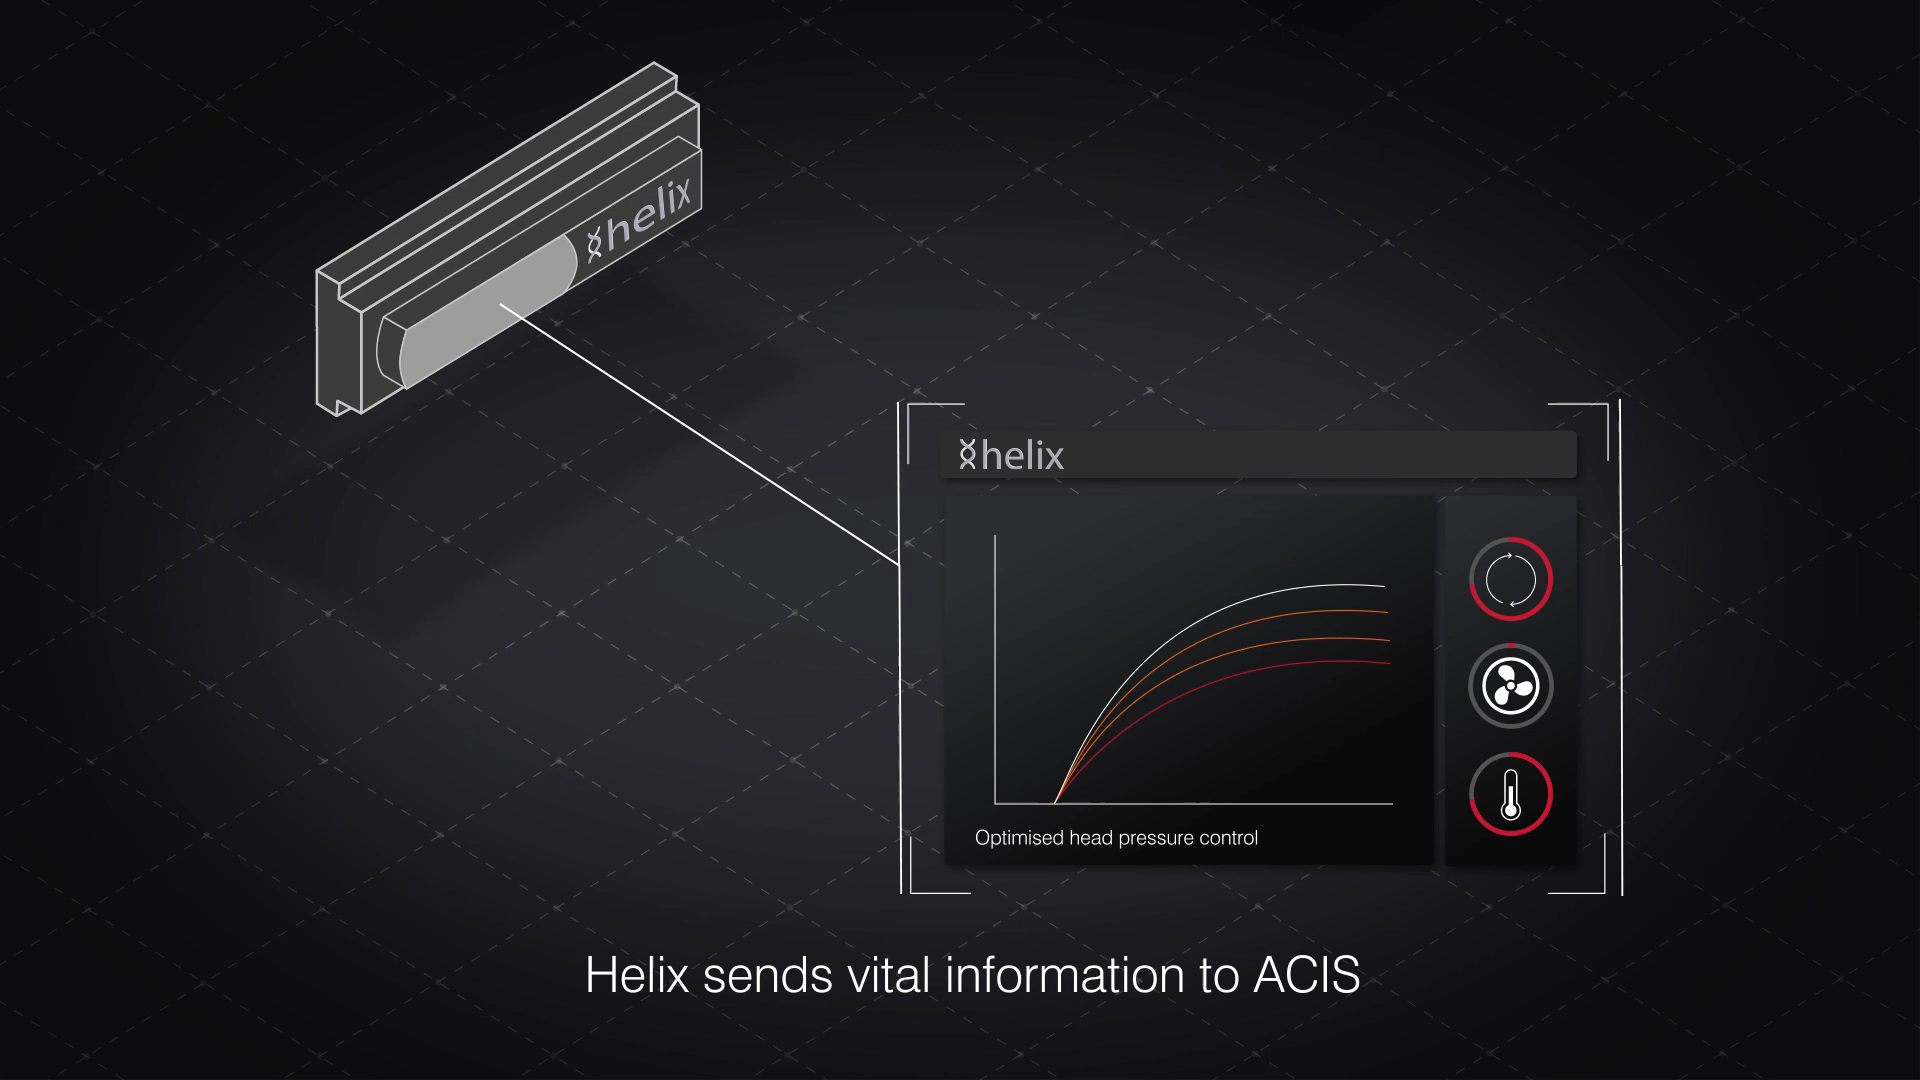 helix
helix
Optimised head pressure control
Helix sends vital information to ACIS